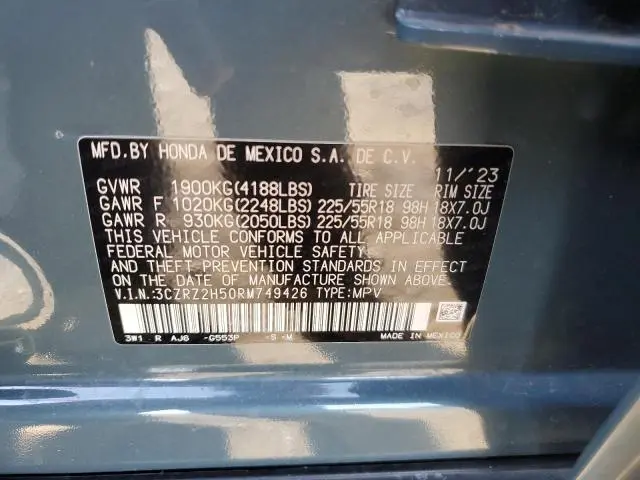 MFD.BY HONDA DE MEXICO S.A. DE C.V.
11/'23
GVWR 1900KG(4188LBS) TIRE SIZE RIM SIZE
GAWR F 1020KG(2248LBS) 225/55R18 98H 18X7.0J
GAWR R 930KG(2050LBS) 225/55R18 98H 18X7.0J
THIS VEHICLE CONFORMS TO ALL APPLICABLE
FEDERAL MOTOR VEHICLE SAFETY
AND THEFT PREVENTION STANDARDS IN EFFECT
ON THE DATE OF MANUFACTURE SHOWN ABOVE.
V.I.N.:3CZRZ2H50RM749426 TYPE:MPV
3W1 R AJ6 -G553P -S -M MADE IN MEXICO